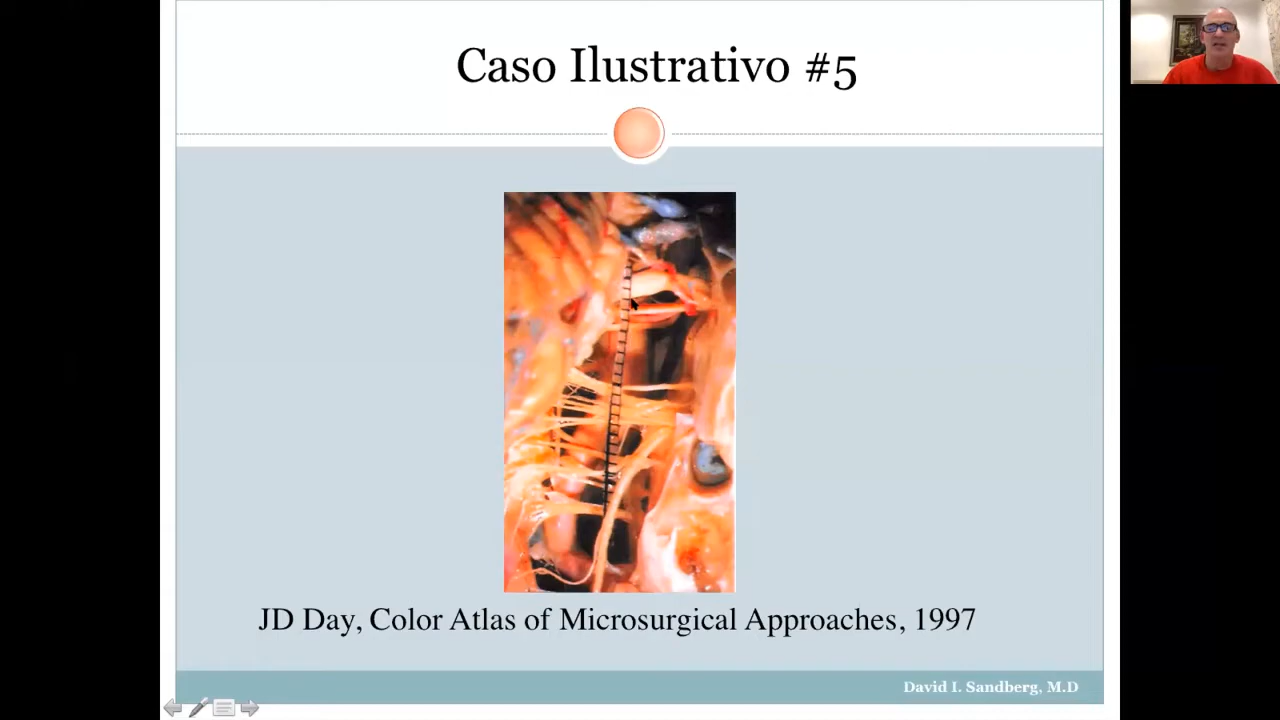 Caso Ilustrativo #5
JD Day, Color Atlas of Microsurgical Approaches, 1997
David I. Sandberg, M.D